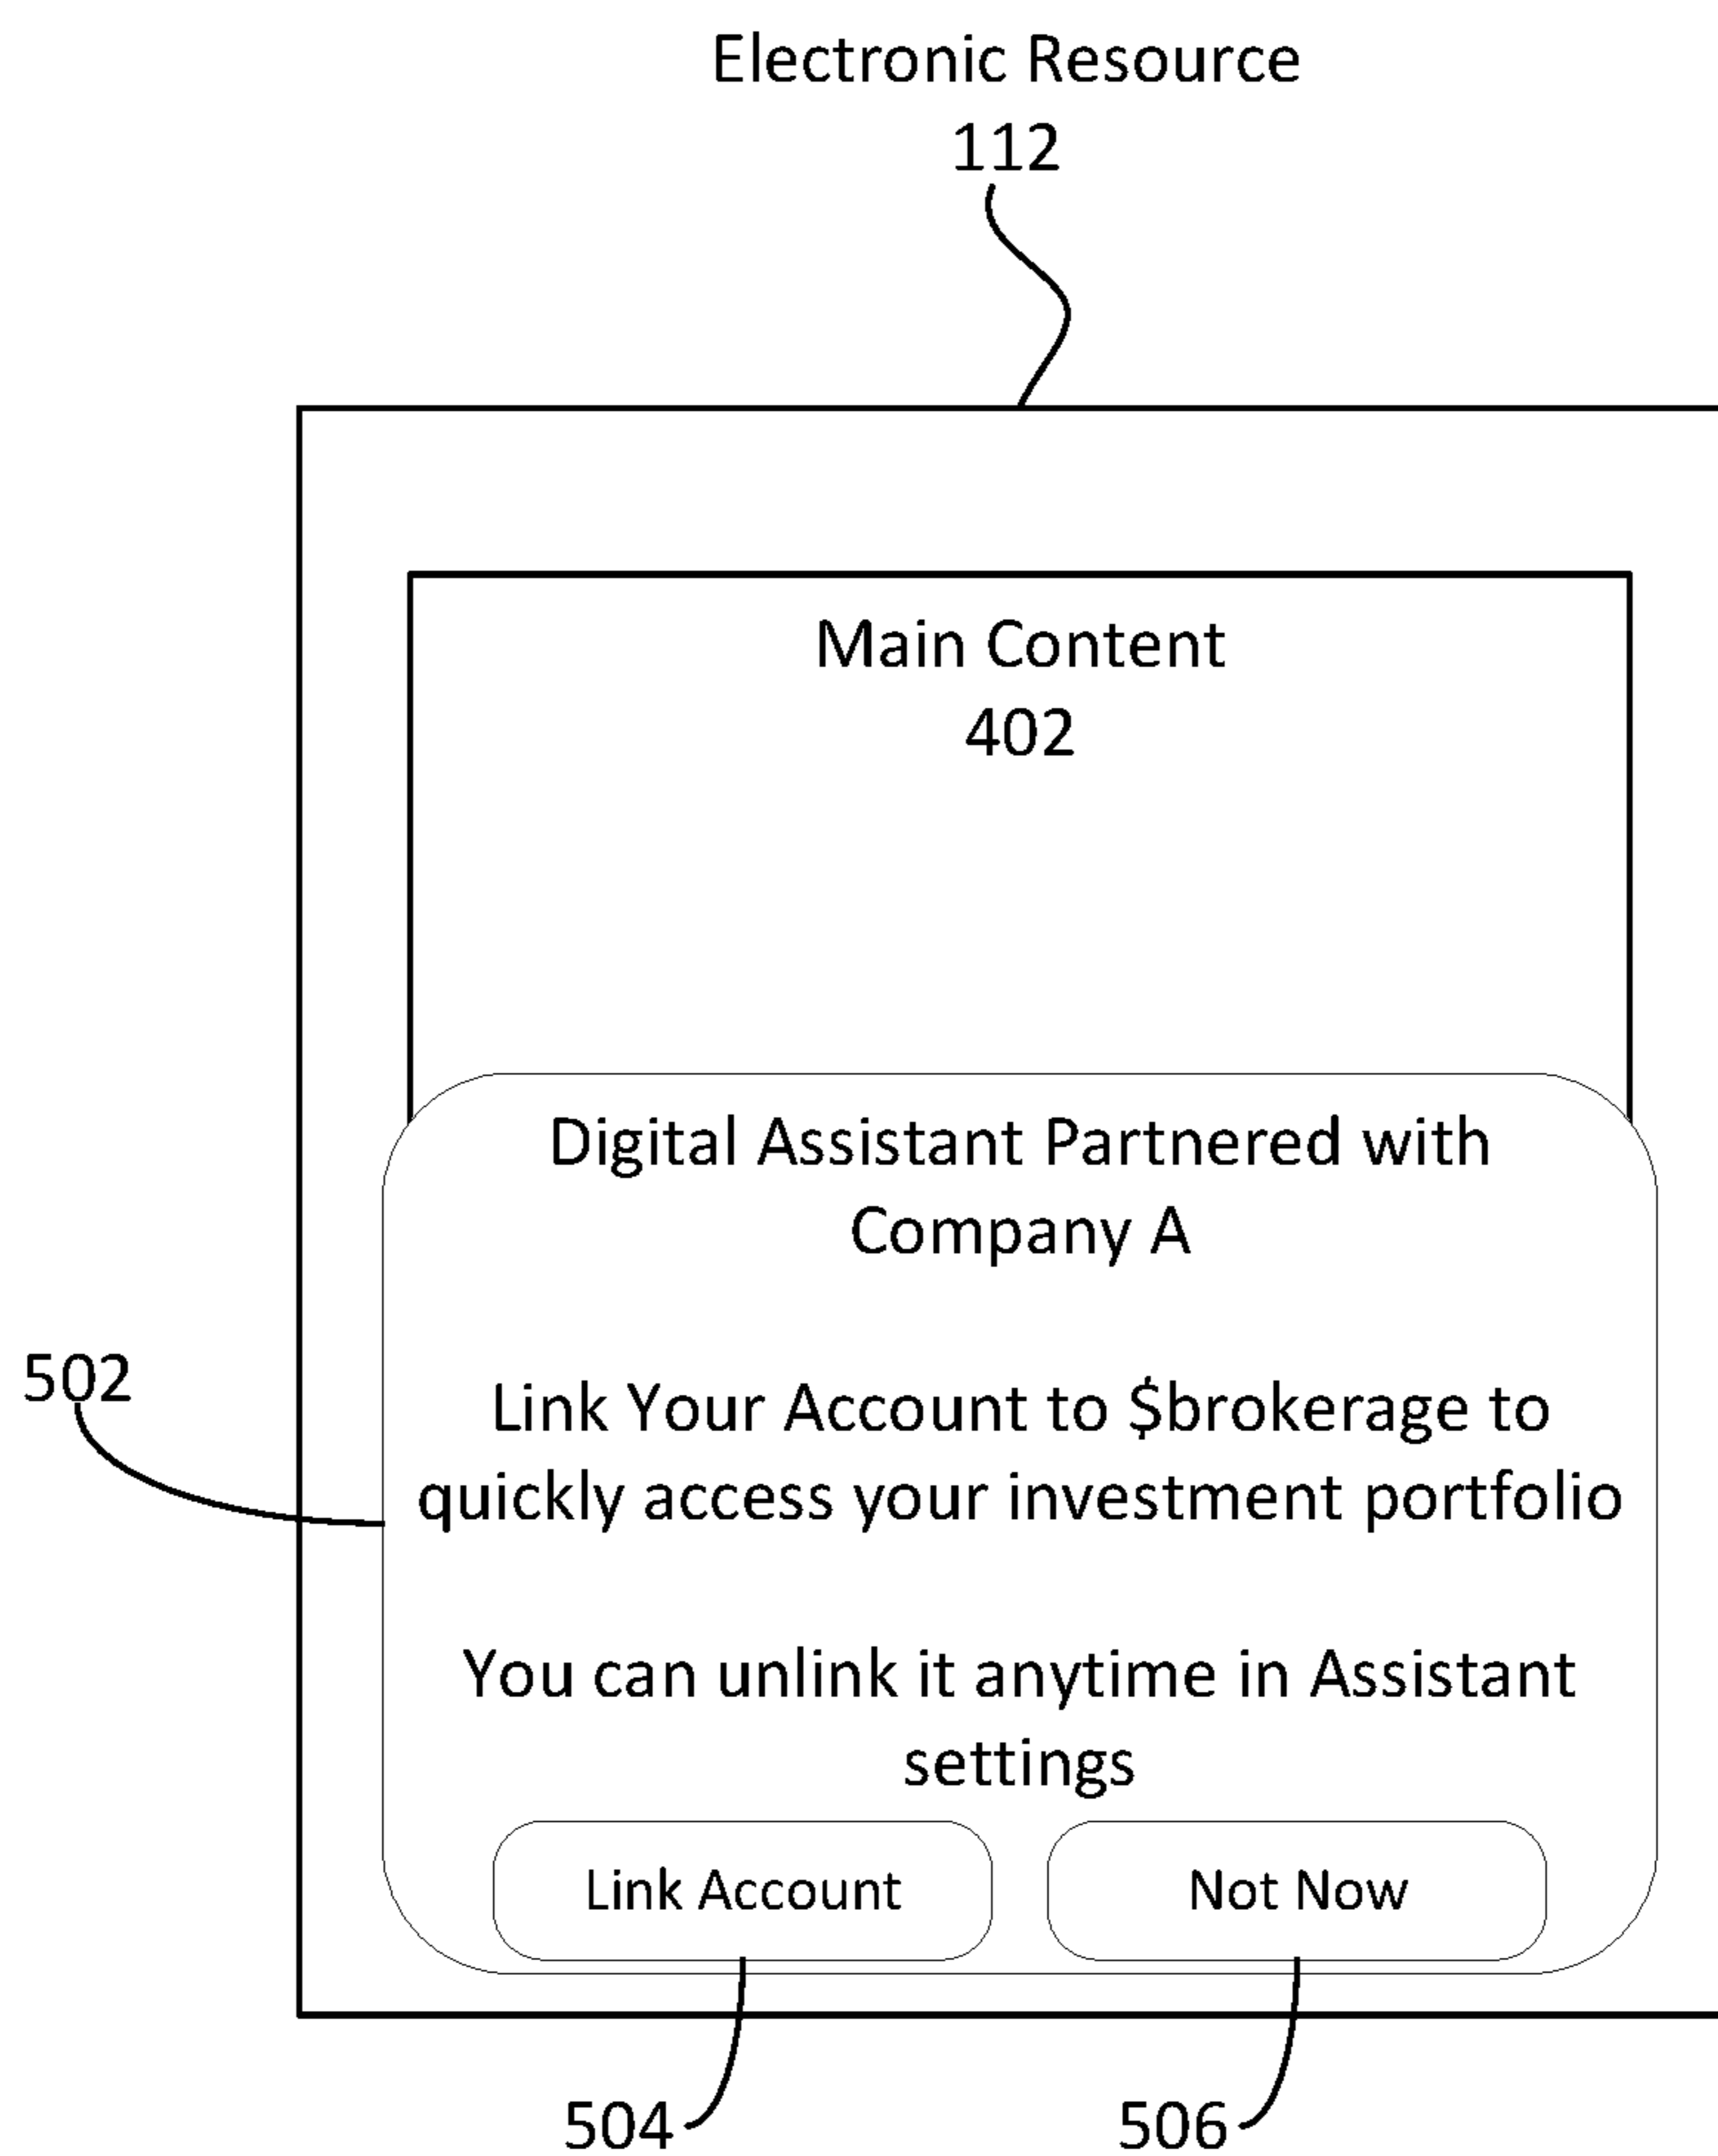 Electronic Resource
112
Main Content
402
Digital Assistant Partnered with
Company A
502
Link Your Account to $brokerage to
quickly access your investment portfolio
You can unlink it anytime in Assistant
settings
Link Account
Not Now
504
506